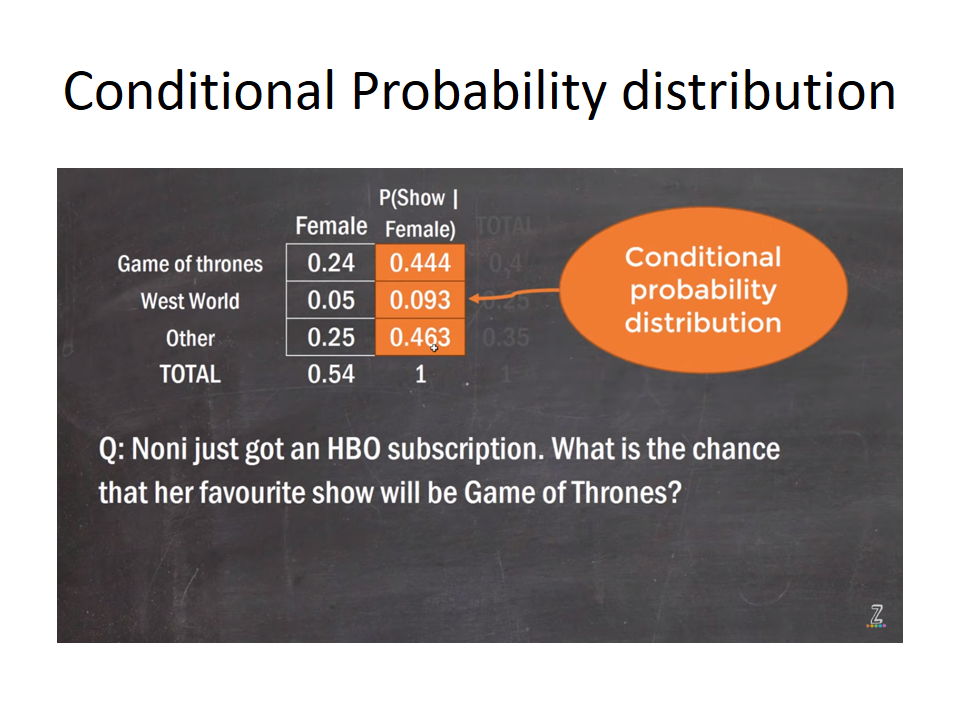 Conditional Probability distribution
P(Show |
Female Female) TOTAL
Game of thrones 0.24 0.444 0.4
West World 0.05 0.093 0.25
Other 0.25 0.463 0.35
TOTAL 0.54 1 1
Conditional
probability
distribution
Q: Noni just got an HBO subscription. What is the chance
that her favourite show will be Game of Thrones?
Z